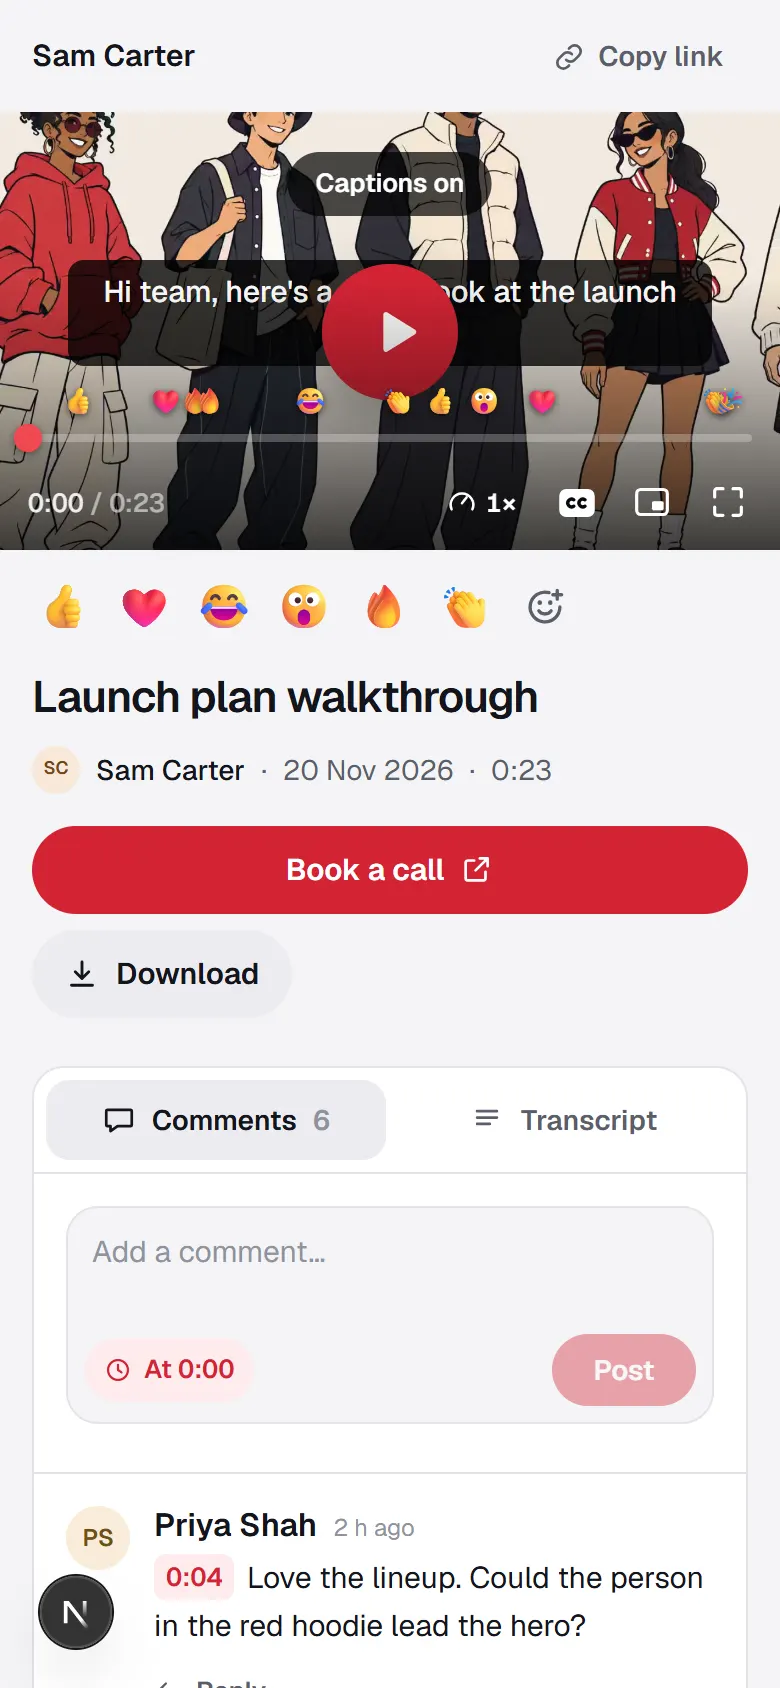 Sam Carter
Copy link
Captions on
Hi team, here's a ook at the launch
0:00 / 0:23
1×
CC
Launch plan walkthrough
SC Sam Carter · 20 Nov 2026 · 0:23
Book a call
Download
Comments 6
Transcript
Add a comment...
At 0:00
Post
PS
Priya Shah 2 h ago
0:04 Love the lineup. Could the person
in the red hoodie lead the hero?
N
Reply